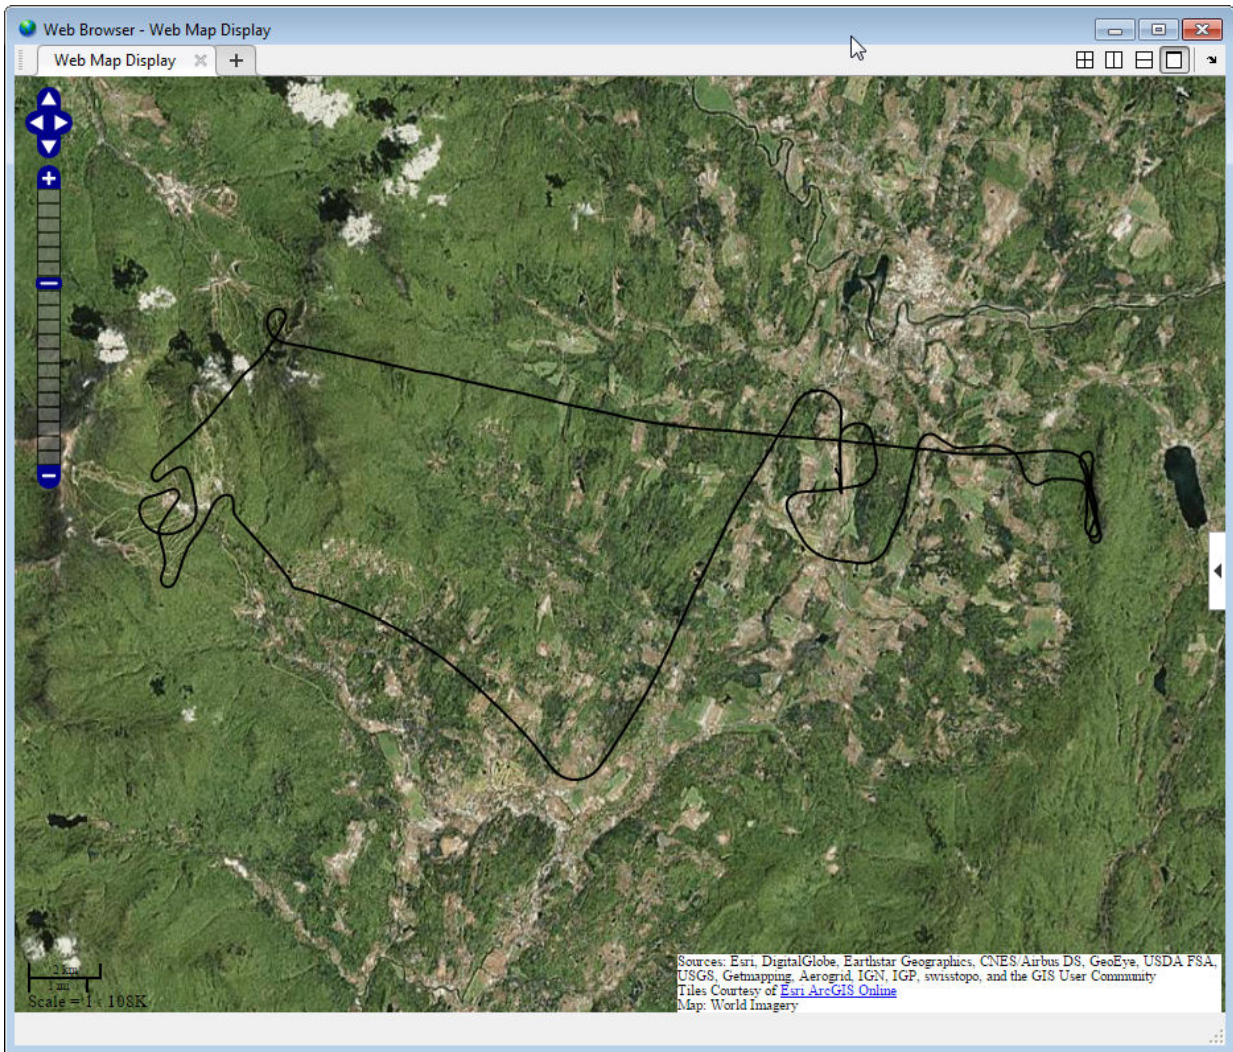 Web Browser - Web Map Display
Web Map Display
2 km
1 mi
Scale = 1 : 108K
Sources: Esri, DigitalGlobe, Earthstar Geographics, CNES/Airbus DS, GeoEye, USDA FSA,
USGS, Getmapping, Aerogrid, IGN, IGP, swisstopo, and the GIS User Community
Tiles Courtesy of Esri ArcGIS Online
Map: World Imagery